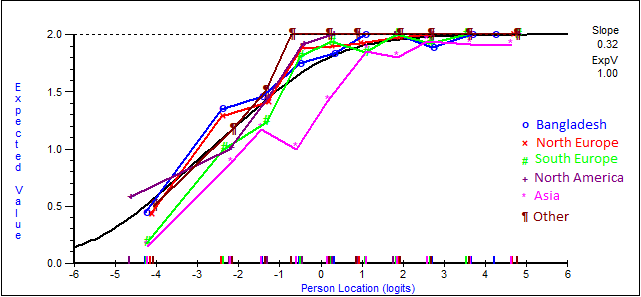 Slope
0.32
ExpV
1.00
Expected Value
2.0
1.5
1.0
0.5
0.0
o Bangladesh
× North Europe
# South Europe
+ North America
* Asia
¶ Other
-6 -5 -4 -3 -2 -1 0 1 2 3 4 5 6
Person Location (logits)